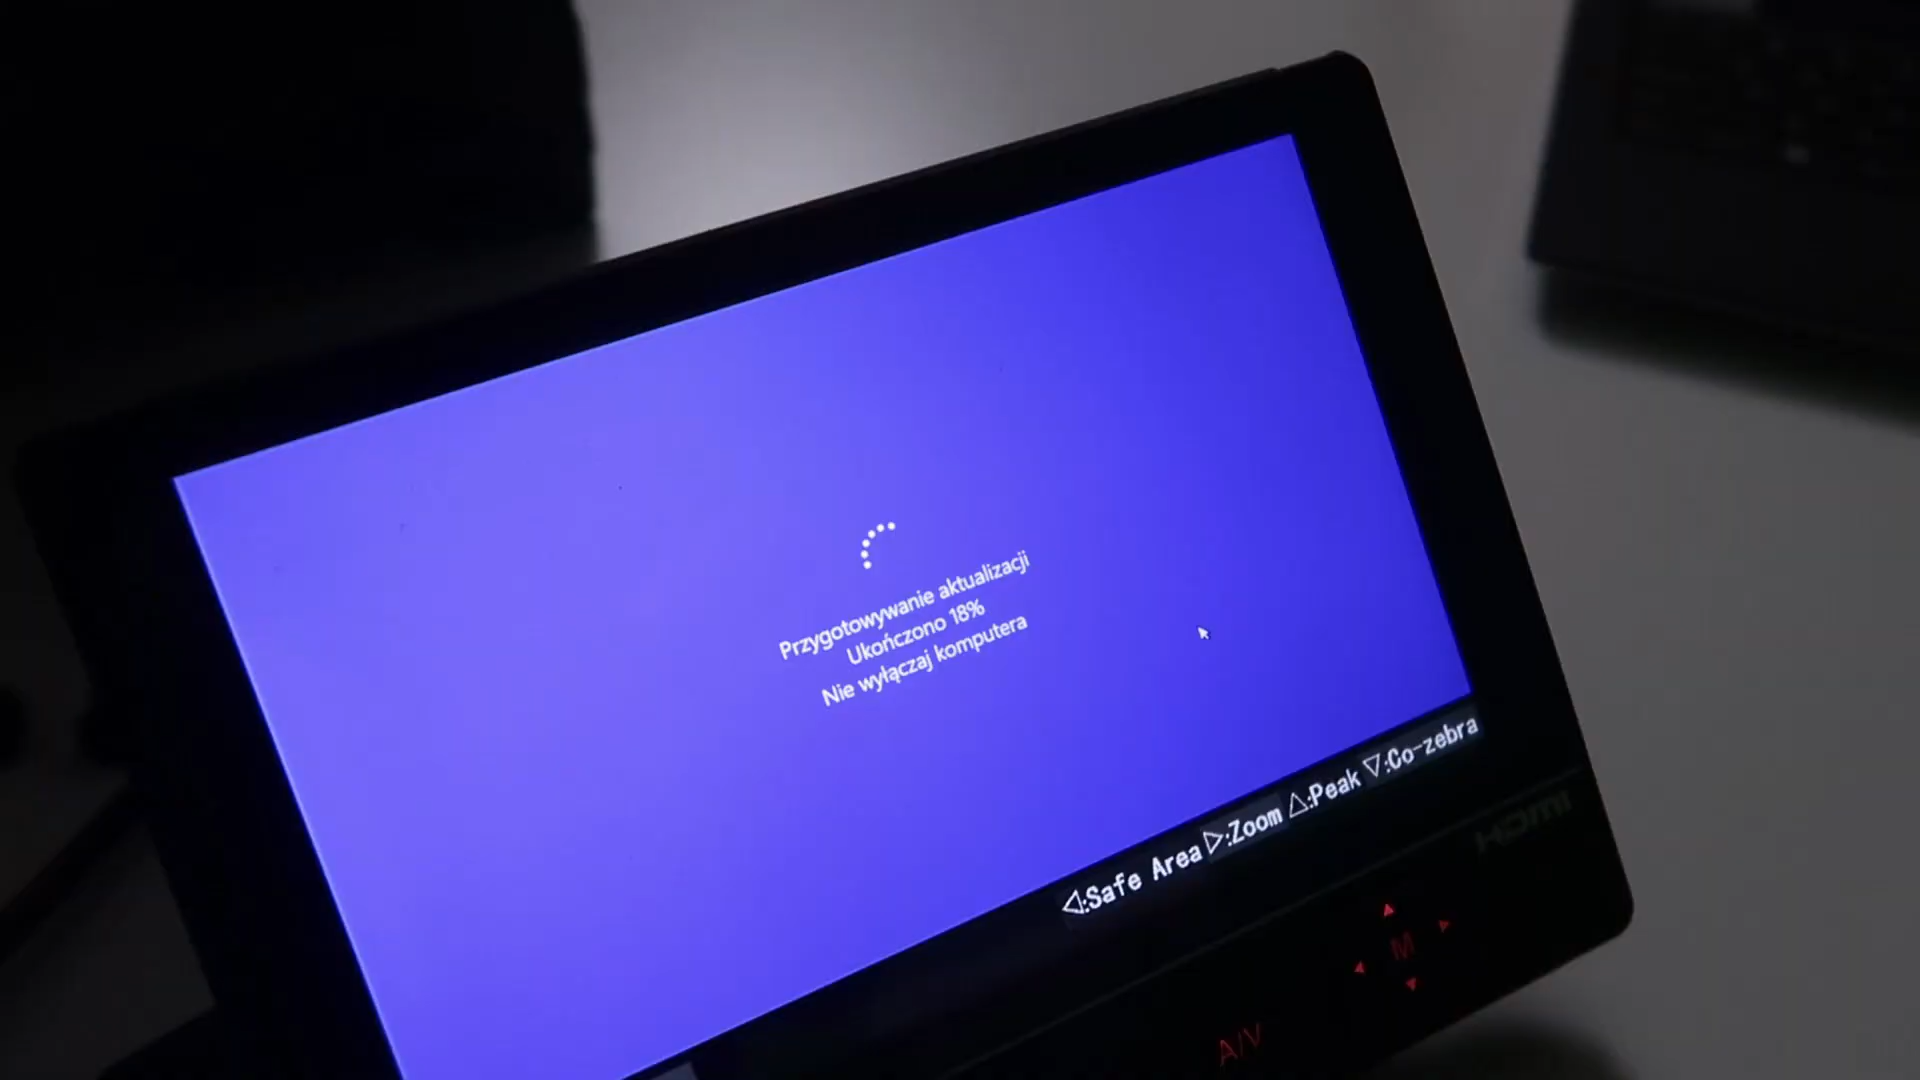 Przygotowywanie aktualizacji
Ukończono 18%
Nie wyłączaj komputera
◁:Safe Area ▷:Zoom △:Peak ▽:Co-zebra
HDMI
M
A/V